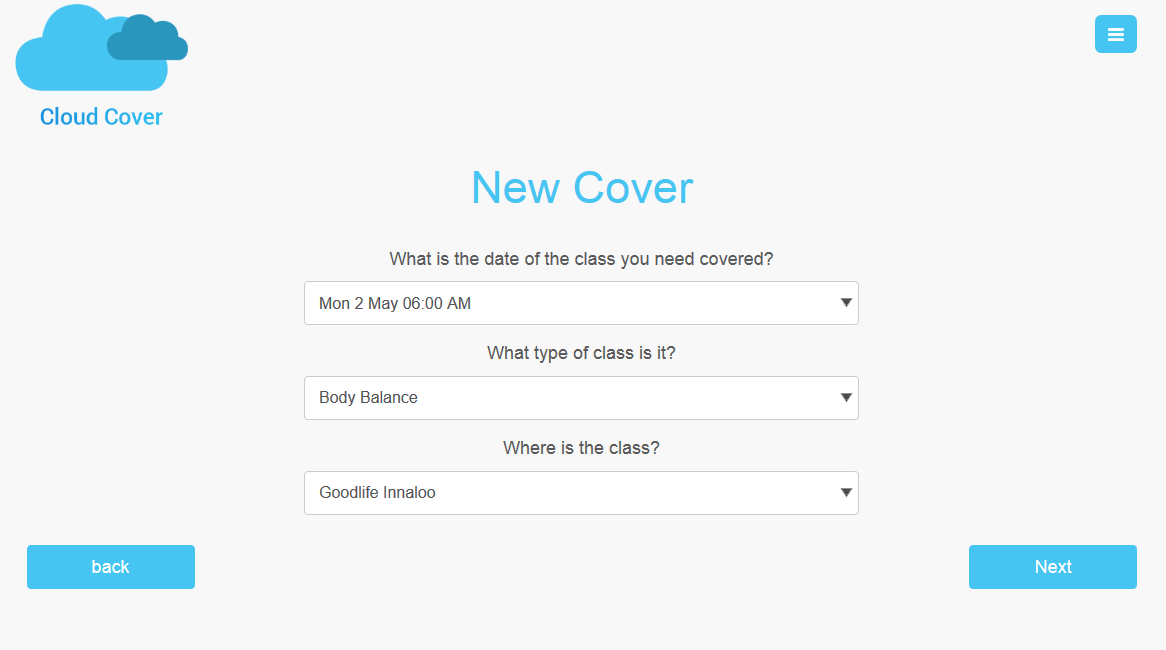 Cloud Cover
New Cover
What is the date of the class you need covered?
Mon 2 May 06:00 AM
What type of class is it?
Body Balance
Where is the class?
Goodlife Innaloo
back
Next